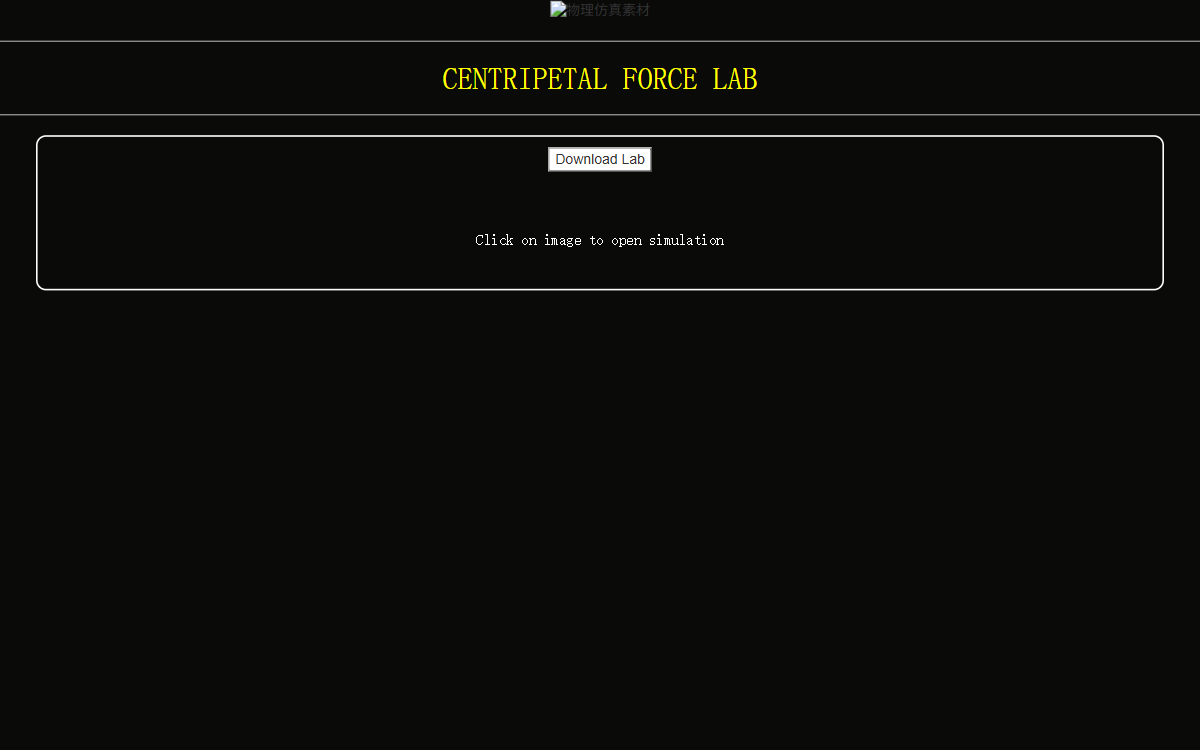 物理仿真素材
CENTRIPETAL FORCE LAB
Download Lab
Click on image to open simulation